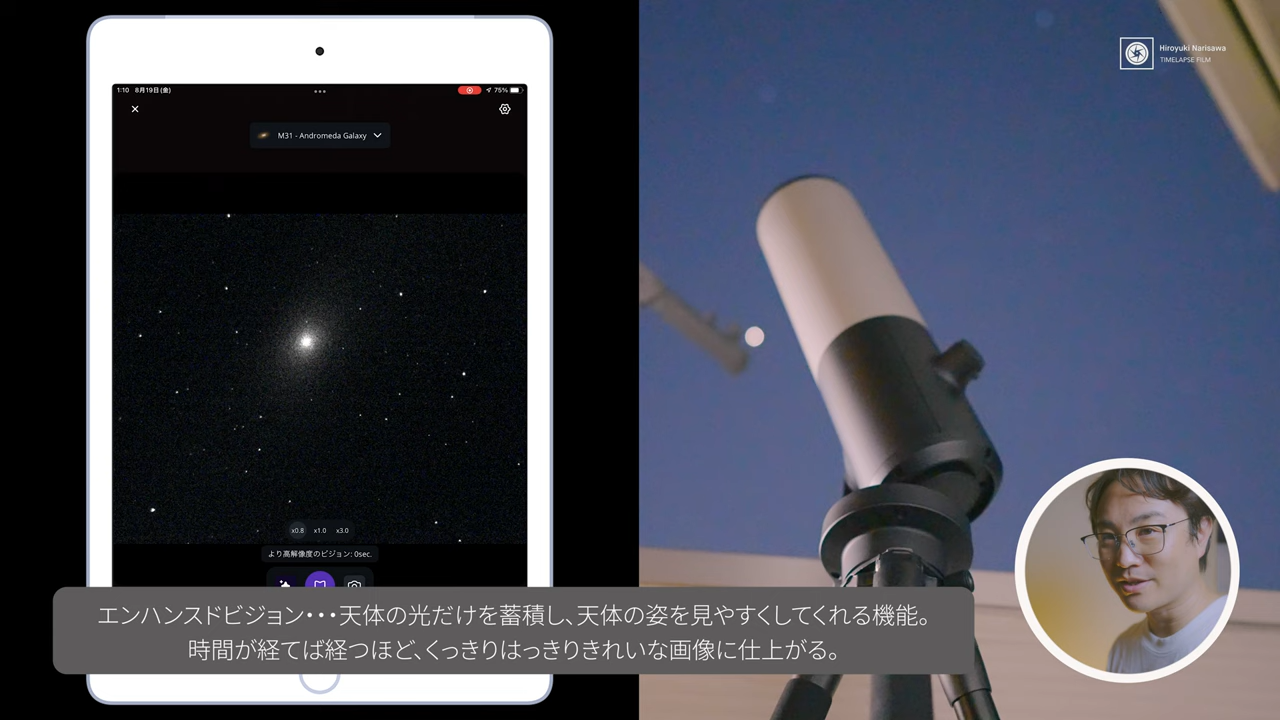 1:10 8月19日(金)
75%
M31 - Andromeda Galaxy
x0.8 x1.0 x3.0
より高解像度のビジョン: 0sec.
Hiroyuki Narisawa
TIMELAPSE FILM
エンハンスドビジョン・・・天体の光だけを蓄積し、天体の姿を見やすくしてくれる機能。
時間が経てば経つほど、くっきりはっきりきれいな画像に仕上がる。